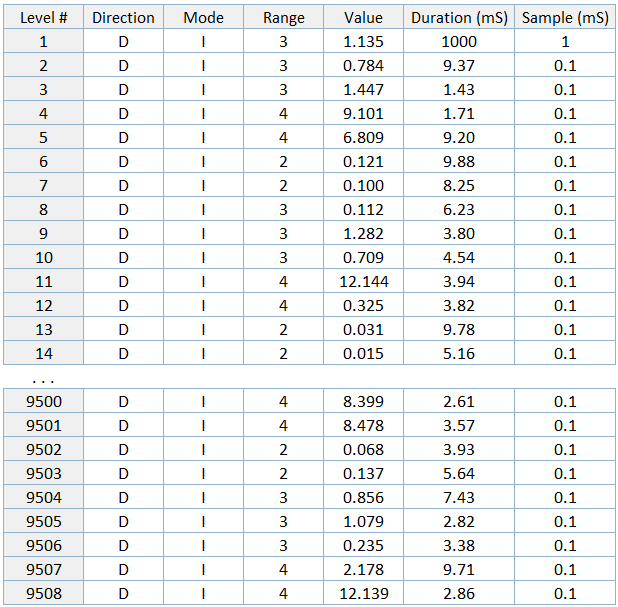 Level # Direction Mode Range Value Duration (mS) Sample (mS)
1 D I 3 1.135 1000 1
2 D I 3 0.784 9.37 0.1
3 D I 3 1.447 1.43 0.1
4 D I 4 9.101 1.71 0.1
5 D I 4 6.809 9.20 0.1
6 D I 2 0.121 9.88 0.1
7 D I 2 0.100 8.25 0.1
8 D I 3 0.112 6.23 0.1
9 D I 3 1.282 3.80 0.1
10 D I 3 0.709 4.54 0.1
11 D I 4 12.144 3.94 0.1
12 D I 4 0.325 3.82 0.1
13 D I 2 0.031 9.78 0.1
14 D I 2 0.015 5.16 0.1
. . .
9500 D I 4 8.399 2.61 0.1
9501 D I 4 8.478 3.57 0.1
9502 D I 2 0.068 3.93 0.1
9503 D I 2 0.137 5.64 0.1
9504 D I 3 0.856 7.43 0.1
9505 D I 3 1.079 2.82 0.1
9506 D I 3 0.235 3.38 0.1
9507 D I 4 2.178 9.71 0.1
9508 D I 4 12.139 2.86 0.1